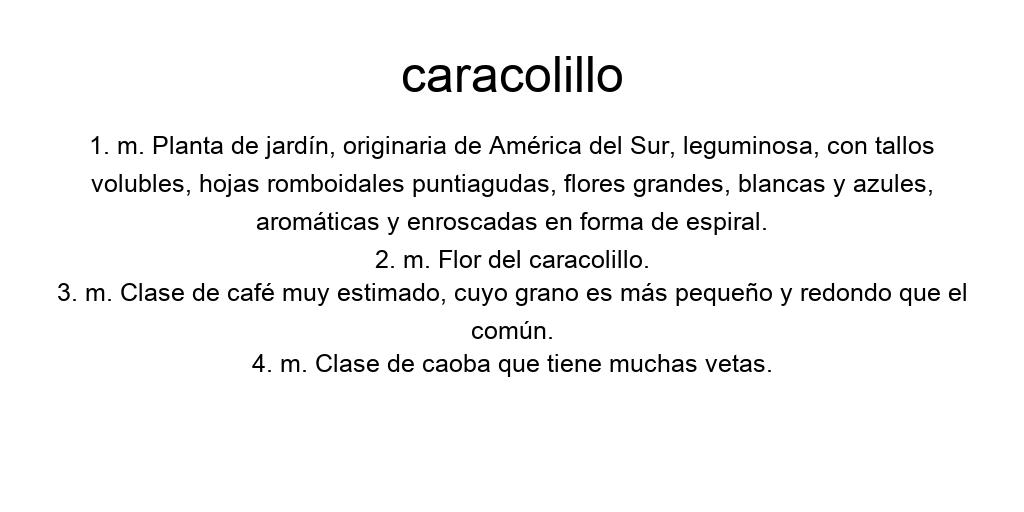 caracolillo
1. m. Planta de jardín, originaria de América del Sur, leguminosa, con tallos
volubles, hojas romboidales puntiagudas, flores grandes, blancas y azules,
aromáticas y enroscadas en forma de espiral.
2. m. Flor del caracolillo.
3. m. Clase de café muy estimado, cuyo grano es más pequeño y redondo que el
común.
4. m. Clase de caoba que tiene muchas vetas.